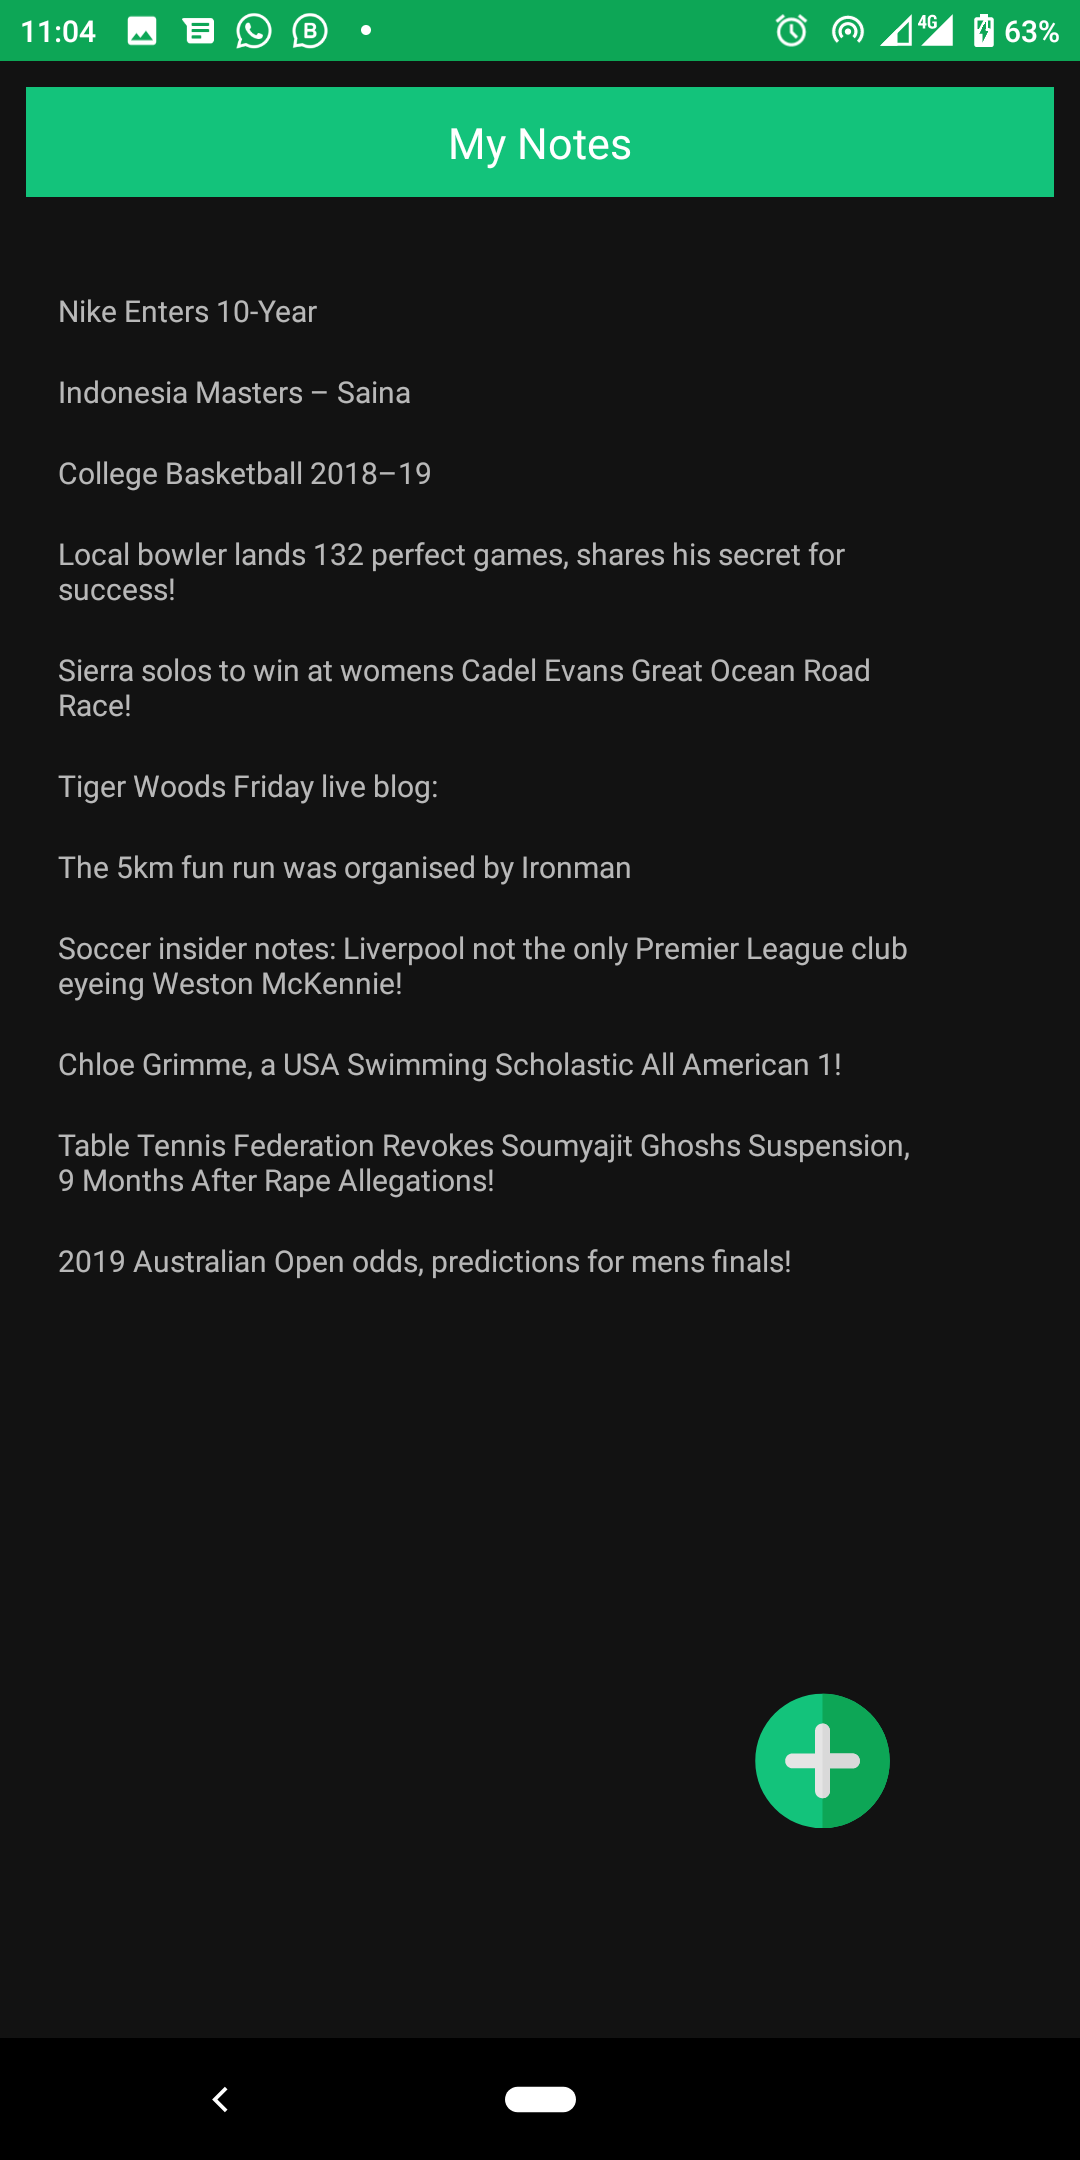 11:04
4G
63%
My Notes
Nike Enters 10-Year
Indonesia Masters – Saina
College Basketball 2018–19
Local bowler lands 132 perfect games, shares his secret for
success!
Sierra solos to win at womens Cadel Evans Great Ocean Road
Race!
Tiger Woods Friday live blog:
The 5km fun run was organised by Ironman
Soccer insider notes: Liverpool not the only Premier League club
eyeing Weston McKennie!
Chloe Grimme, a USA Swimming Scholastic All American 1!
Table Tennis Federation Revokes Soumyajit Ghoshs Suspension,
9 Months After Rape Allegations!
2019 Australian Open odds, predictions for mens finals!